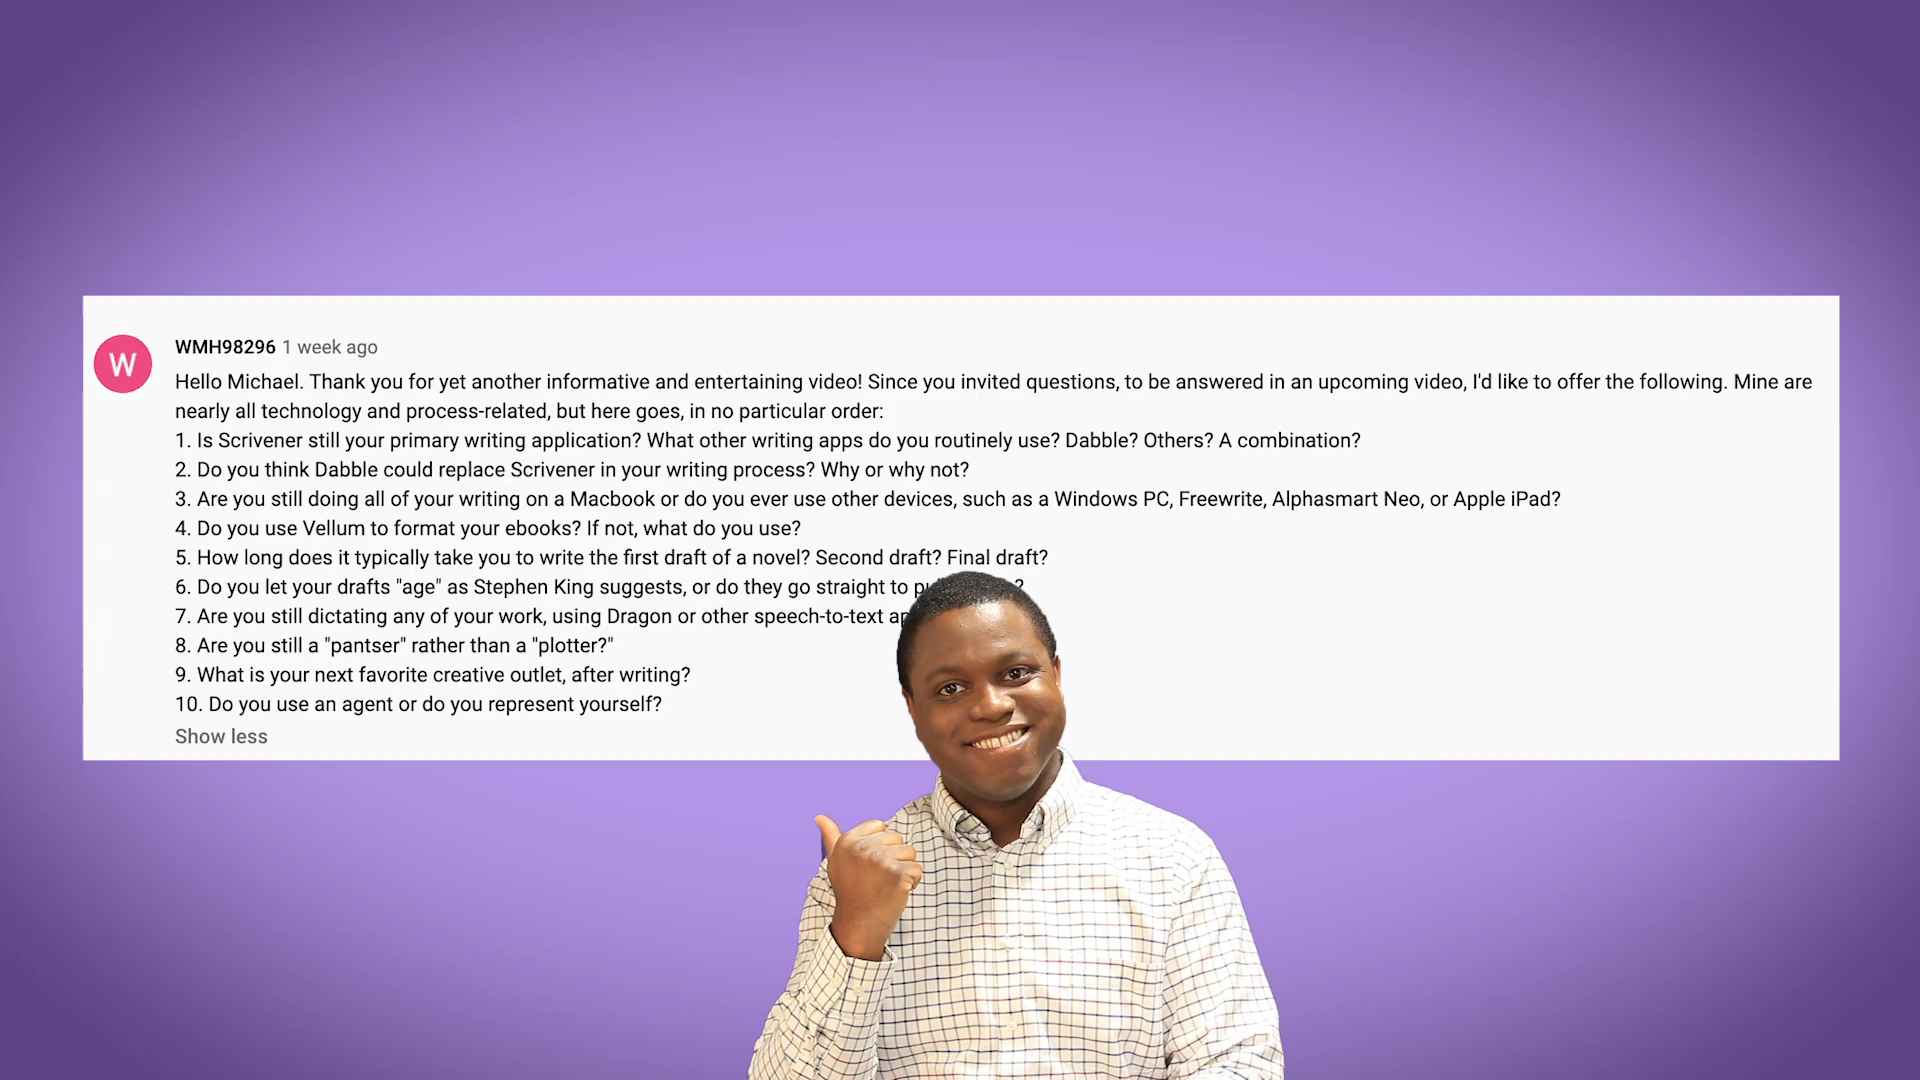 W
WMH98296 1 week ago
Hello Michael. Thank you for yet another informative and entertaining video! Since you invited questions, to be answered in an upcoming video, I'd like to offer the following. Mine are
nearly all technology and process-related, but here goes, in no particular order:
1. Is Scrivener still your primary writing application? What other writing apps do you routinely use? Dabble? Others? A combination?
2. Do you think Dabble could replace Scrivener in your writing process? Why or why not?
3. Are you still doing all of your writing on a Macbook or do you ever use other devices, such as a Windows PC, Freewrite, Alphasmart Neo, or Apple iPad?
4. Do you use Vellum to format your ebooks? If not, what do you use?
5. How long does it typically take you to write the first draft of a novel? Second draft? Final draft?
6. Do you let your drafts "age" as Stephen King suggests, or do they go straight to
7. Are you still dictating any of your work, using Dragon or other speech-to-text
8. Are you still a "pantser" rather than a "plotter?"
9. What is your next favorite creative outlet, after writing?
10. Do you use an agent or do you represent yourself?
Show less